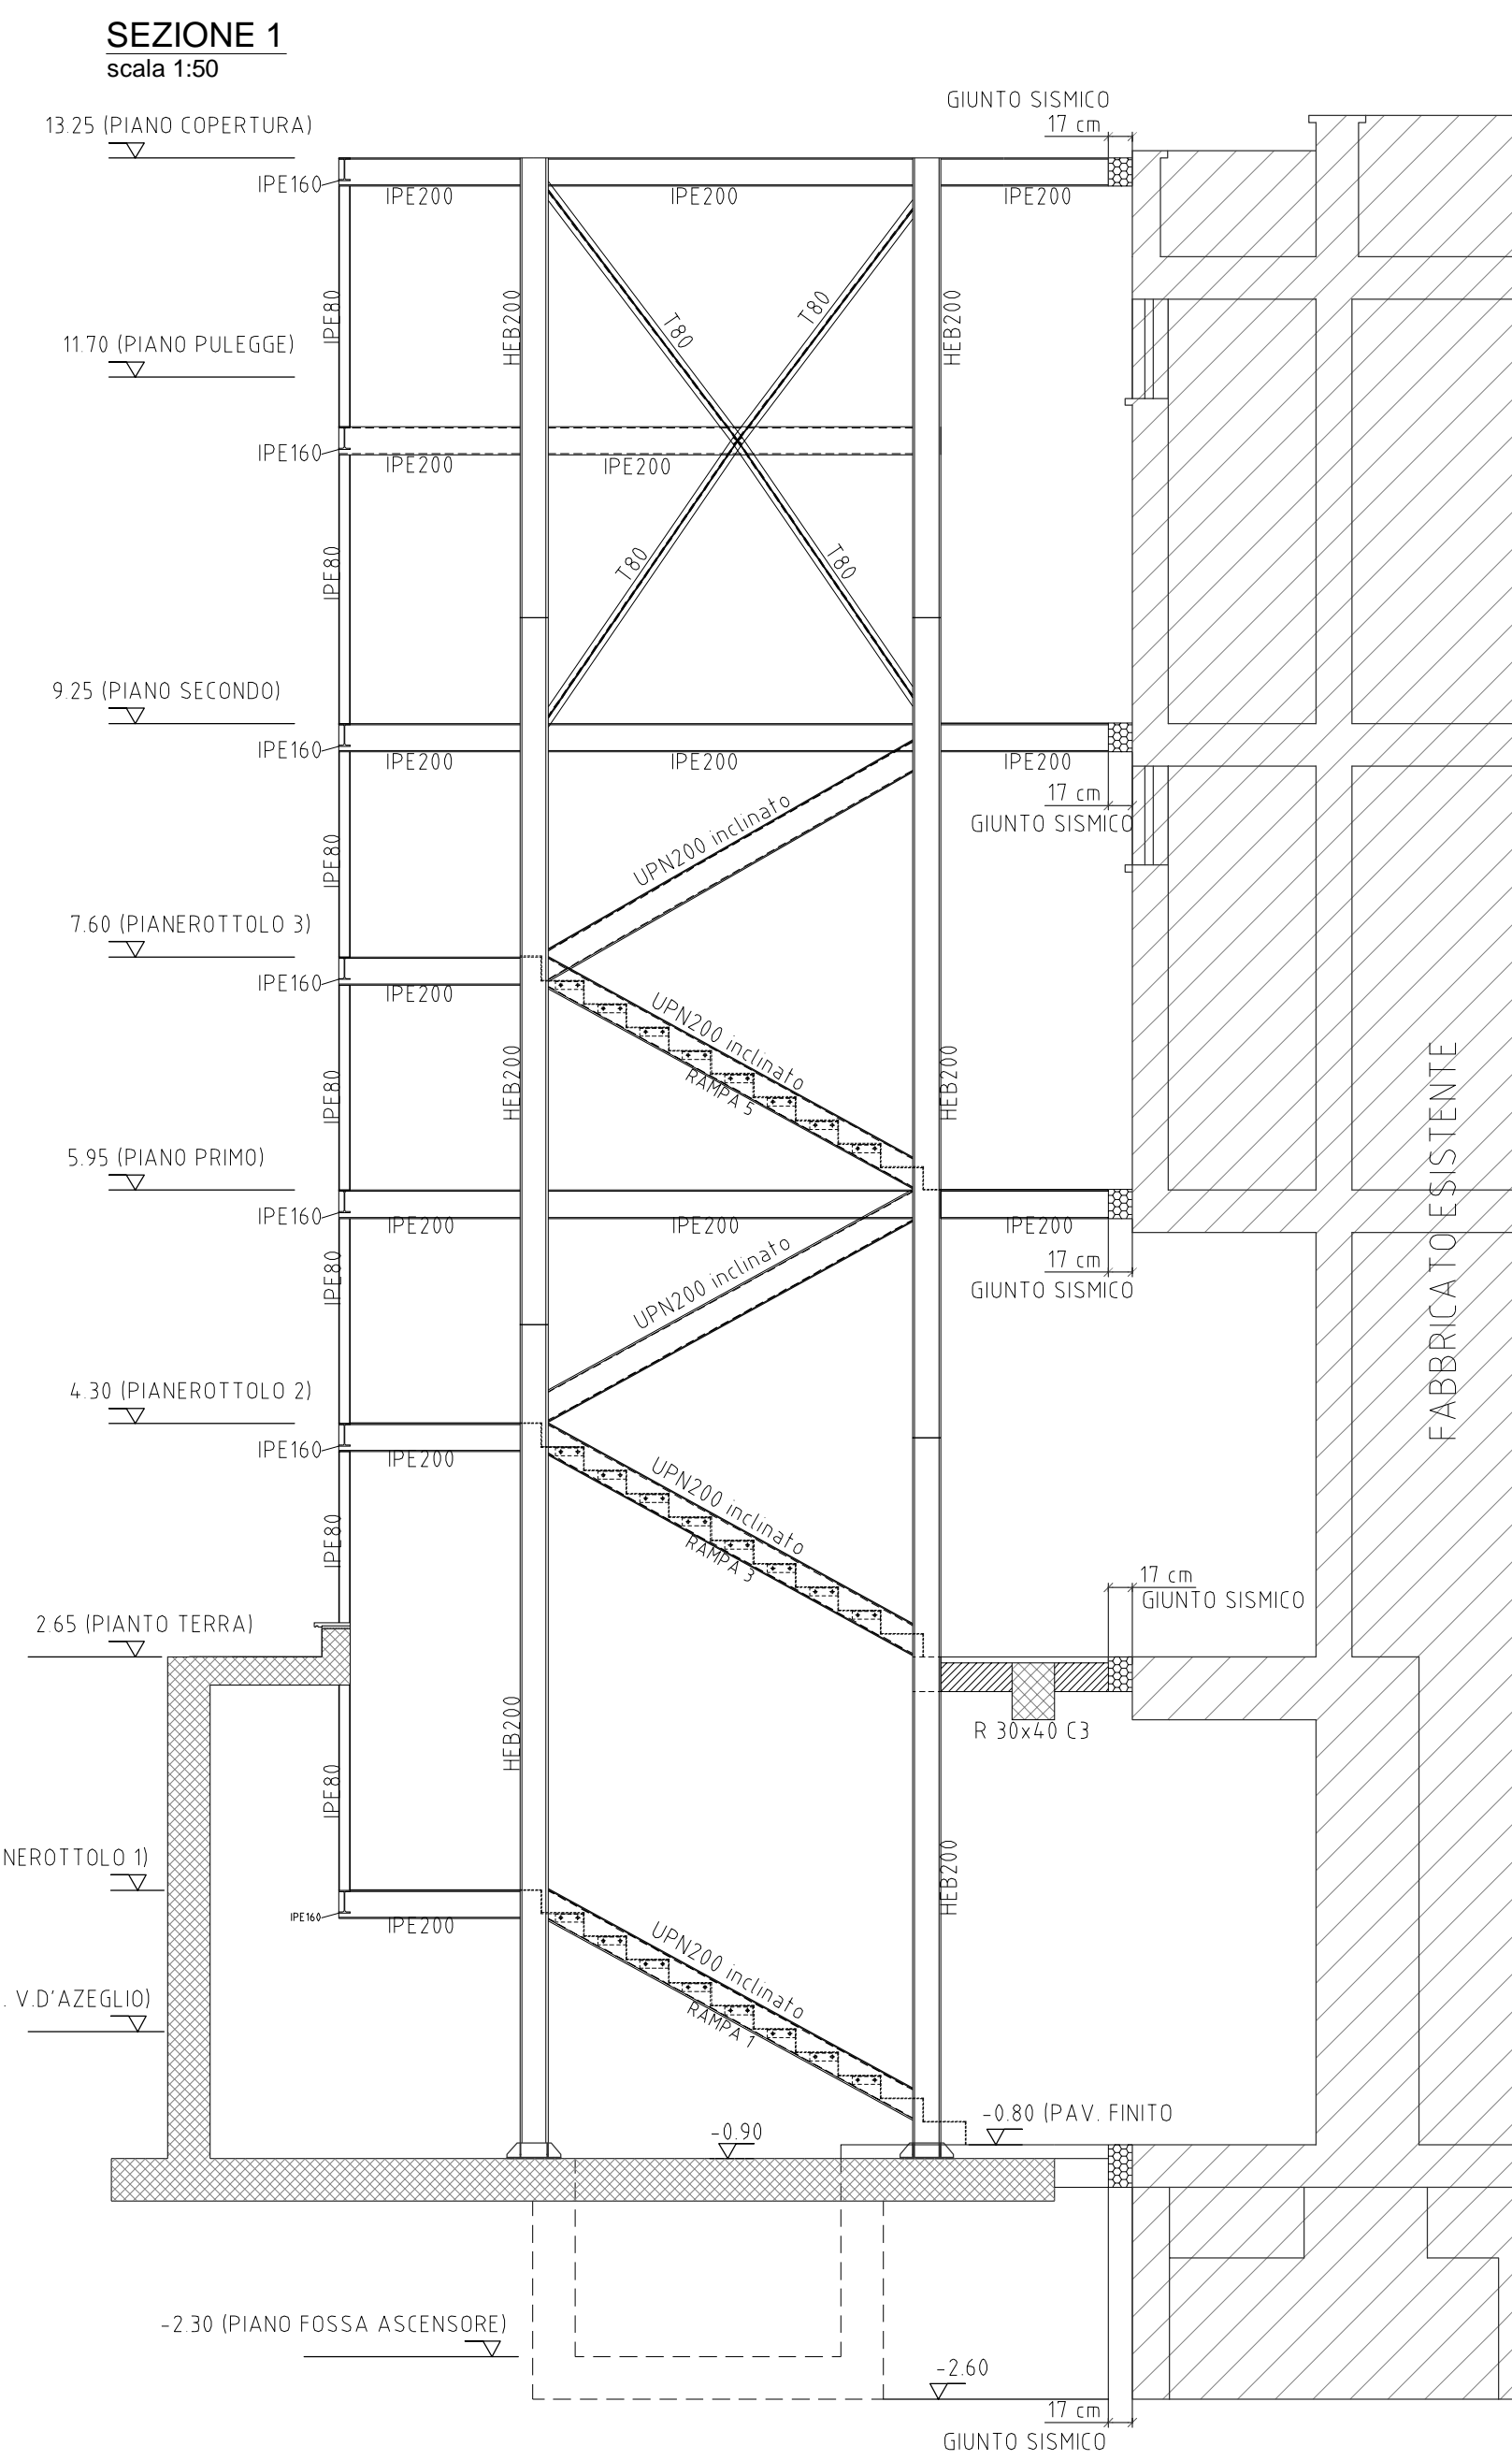 SEZIONE 1
scala 1:50
GIUNTO SISMICO
17 cm
13.25 (PIANO COPERTURA)
IPE160
IPE200
IPE200
IPE200
IPE80
HEB200
T80
T80
HEB200
11.70 (PIANO PULEGGE)
IPE160
IPE200
IPE200
IPE80
T80
T80
9.25 (PIANO SECONDO)
IPE160
IPE200
IPE200
IPE200
17 cm
GIUNTO SISMICO
UPN200 inclinato
IPE80
7.60 (PIANEROTTOLO 3)
IPE160
IPE200
UPN200 inclinato
RAMPA 5
IPE80
HEB200
HEB200
FABBRICATO ESISTENTE
5.95 (PIANO PRIMO)
IPE160
IPE200
IPE200
IPE200
17 cm
GIUNTO SISMICO
UPN200 inclinato
IPE80
4.30 (PIANEROTTOLO 2)
IPE160
IPE200
UPN200 inclinato
RAMPA 3
IPE80
17 cm
GIUNTO SISMICO
2.65 (PIANTO TERRA)
R 30x40 C3
HEB200
IPE80
HEB200
NEROTTOLO 1)
IPE160
IPE200
UPN200 inclinato
RAMPA 1
. V.D'AZEGLIO)
-0.80 (PAV. FINITO
-0.90
-2.30 (PIANO FOSSA ASCENSORE)
-2.60
17 cm
GIUNTO SISMICO